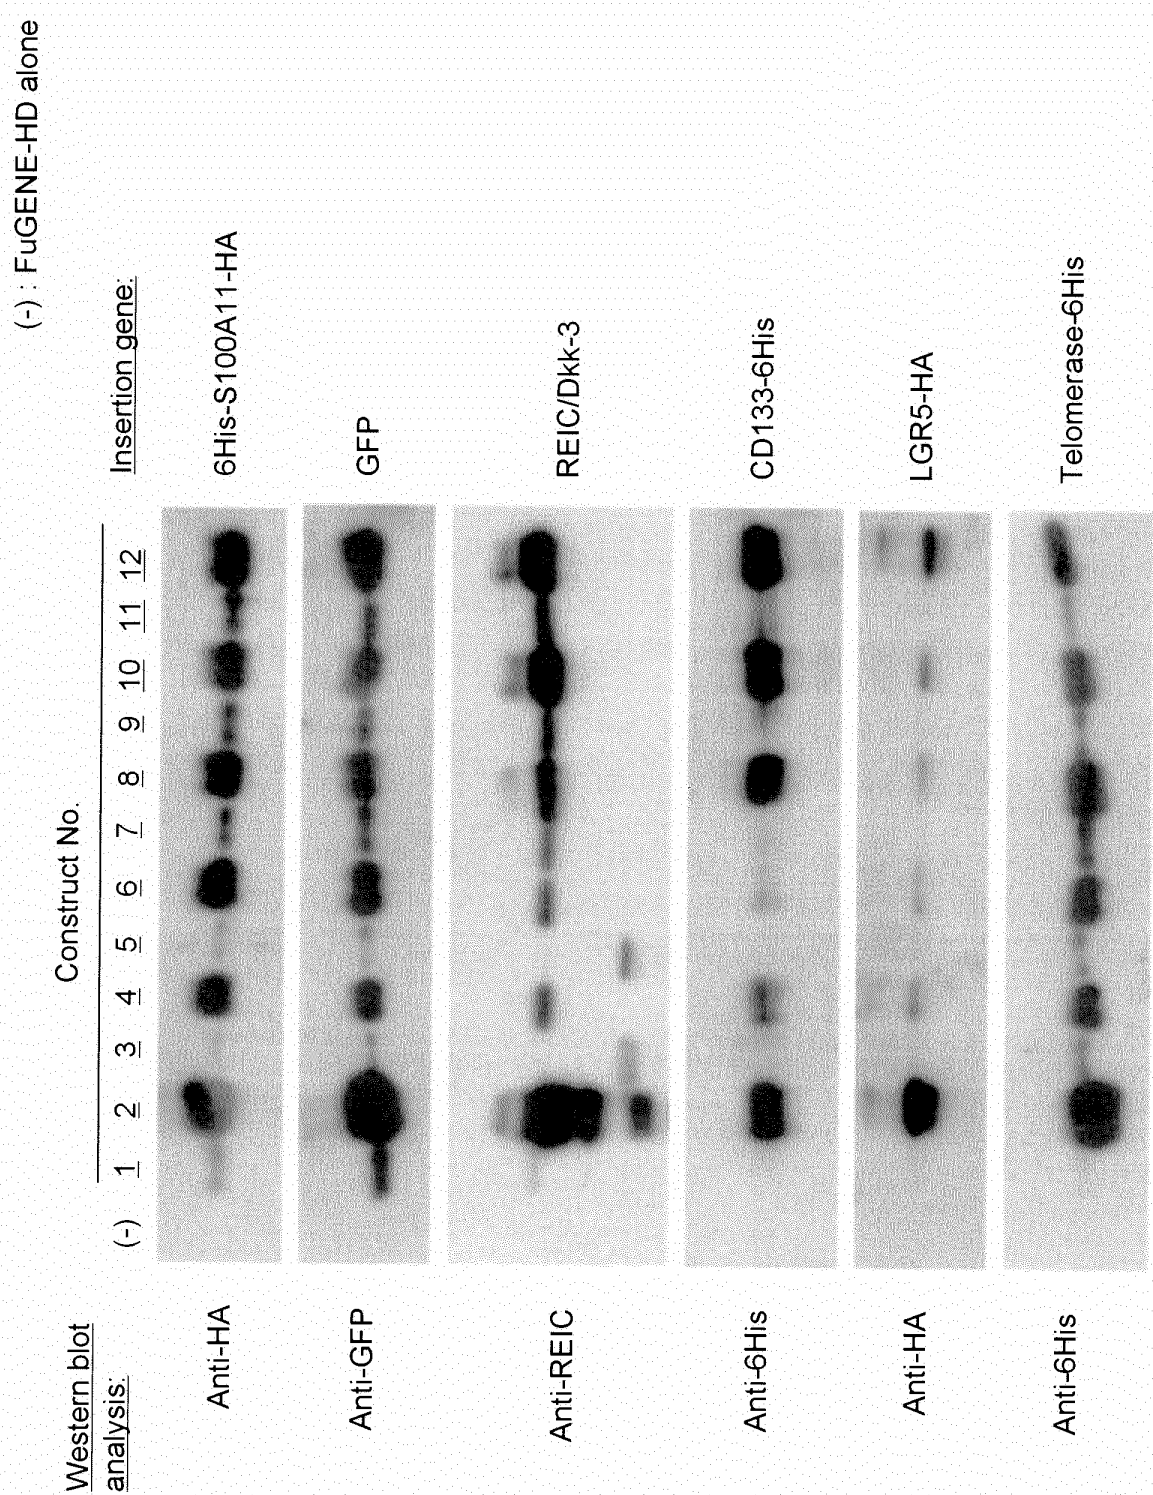 (-) : FuGENE-HD alone
Western blot
analysis:
Construct No.
Insertion gene:
(-) 1 2 3 4 5 6 7 8 9 10 11 12
Anti-HA 6His-S100A11-HA
Anti-GFP GFP
Anti-REIC REIC/Dkk-3
Anti-6His CD133-6His
Anti-HA LGR5-HA
Anti-6His Telomerase-6His